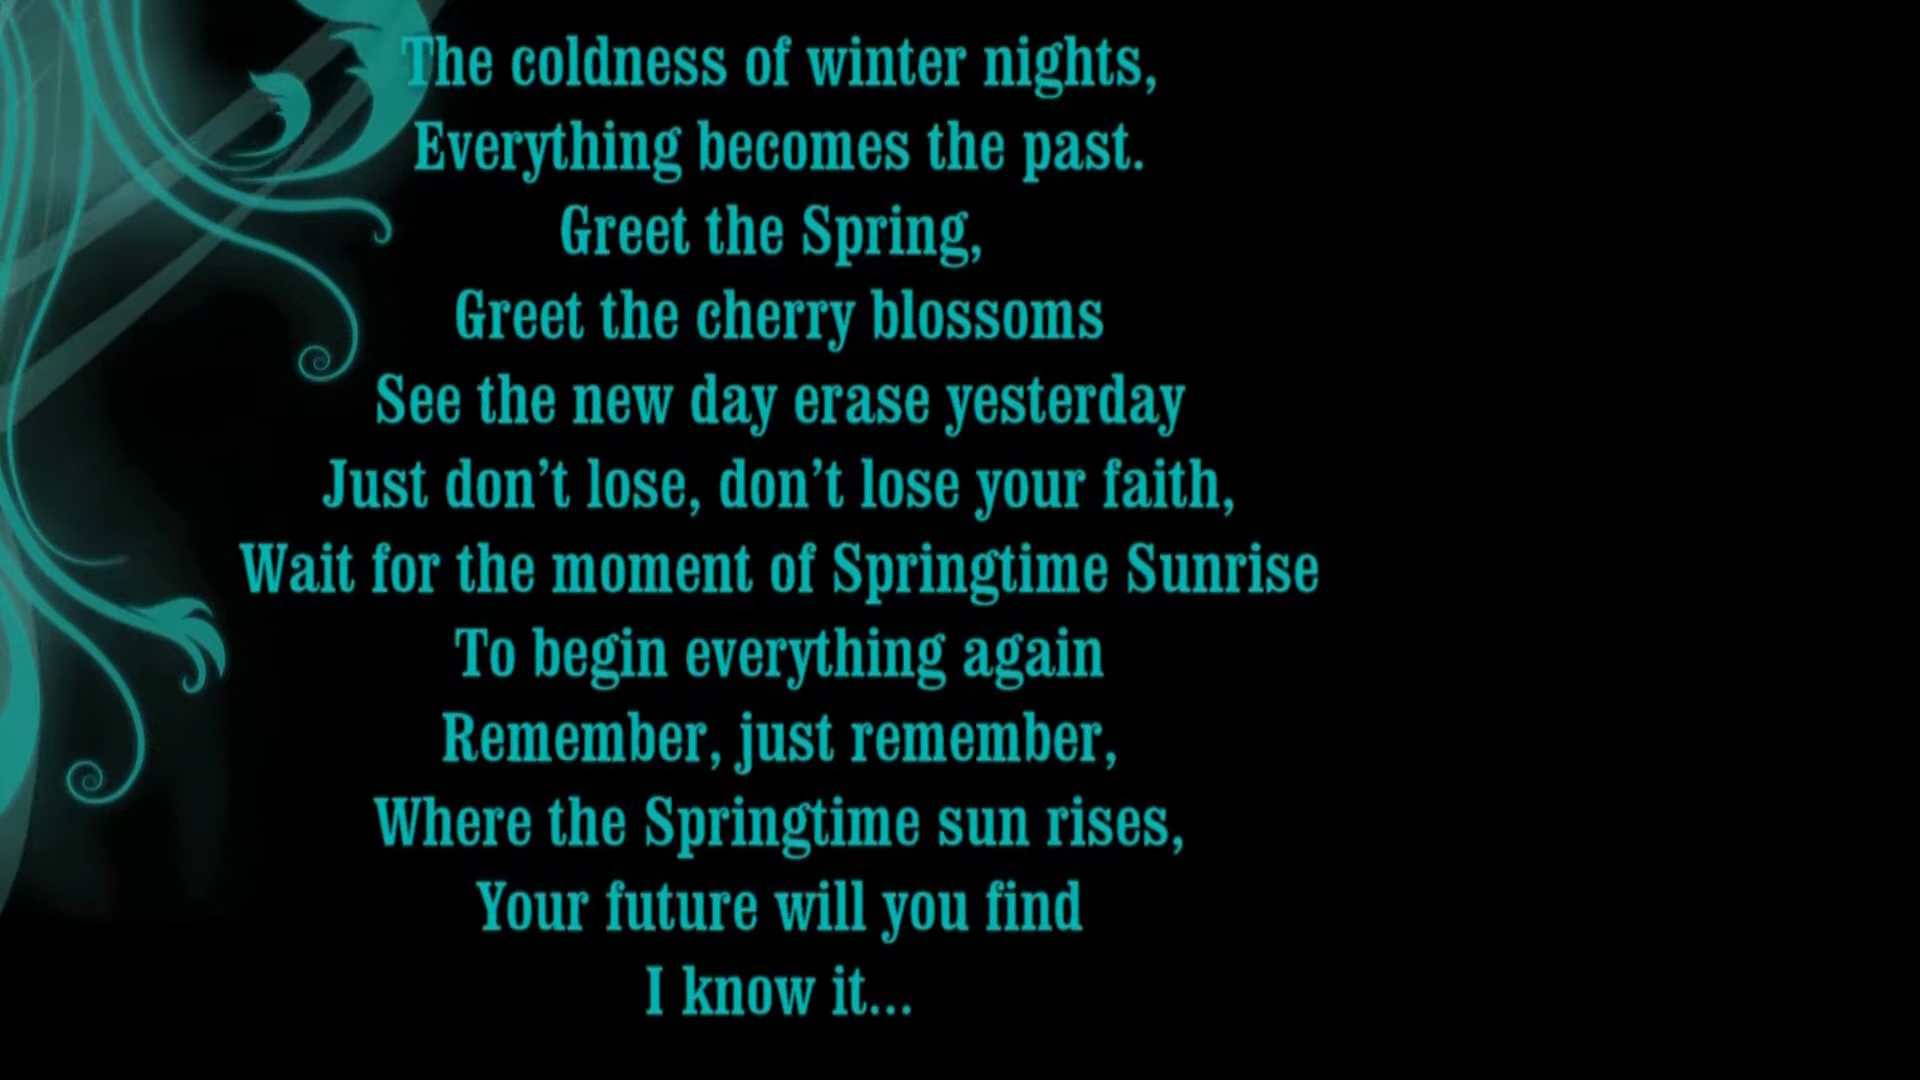 The coldness of winter nights,
Everything becomes the past.
Greet the Spring,
Greet the cherry blossoms
See the new day erase yesterday
Just don’t lose, don’t lose your faith,
Wait for the moment of Springtime Sunrise
To begin everything again
Remember, just remember,
Where the Springtime sun rises,
Your future will you find
I know it...